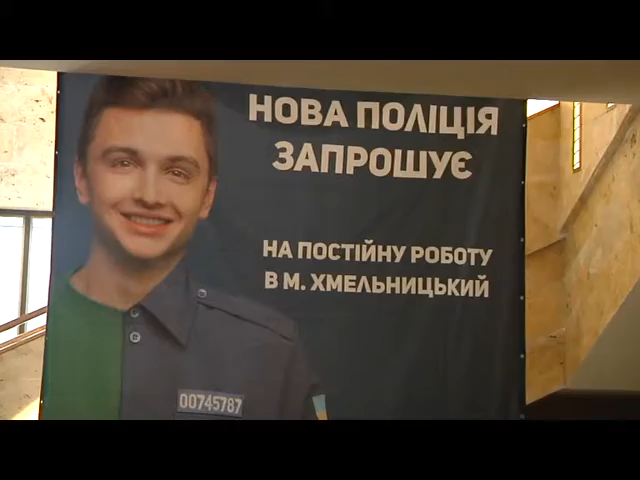 НОВА ПОЛІЦІЯ
ЗАПРОШУЄ
НА ПОСТІЙНУ РОБОТУ
В М. ХМЕЛЬНИЦЬКИЙ
00745787